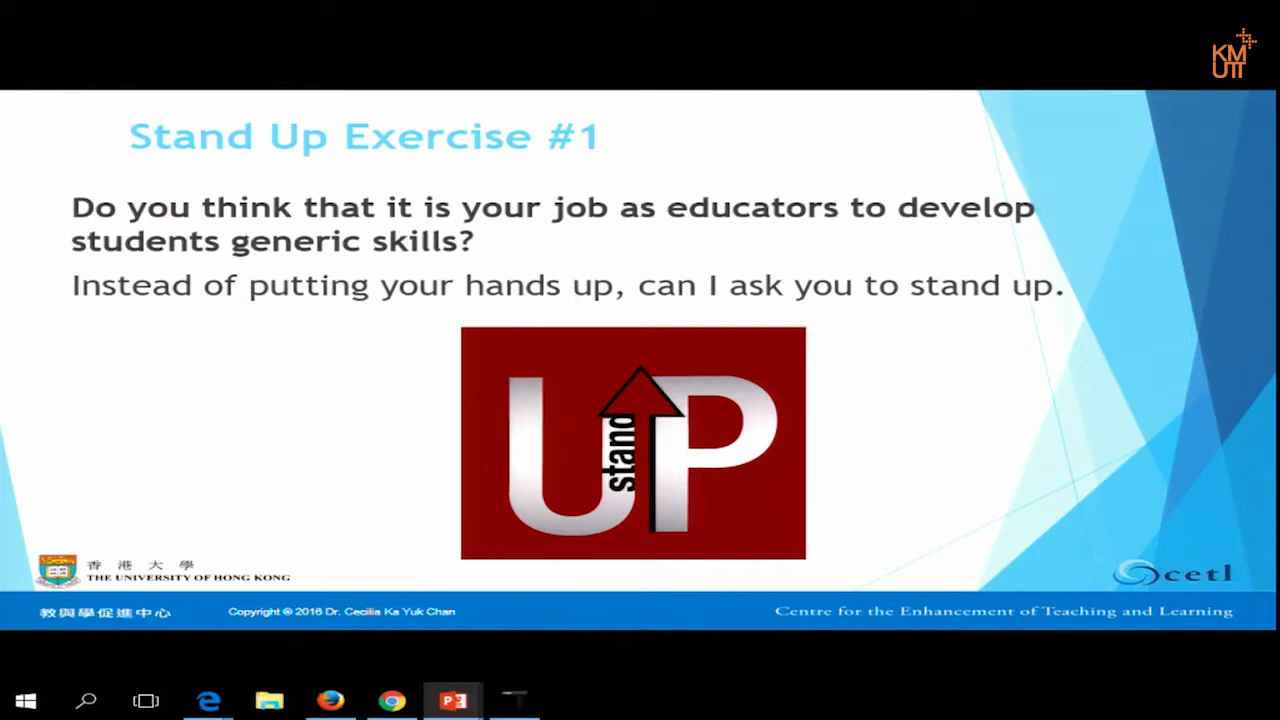 KM
UTT
Stand Up Exercise #1
Do you think that it is your job as educators to develop
students generic skills?
Instead of putting your hands up, can I ask you to stand up.
UP
stand
香港大學
THE UNIVERSITY OF HONG KONG
cetl
教與學促進中心
Copyright © 2016 Dr. Cecilia Ka Yuk Chan
Centre for the Enhancement of Teaching and Learning